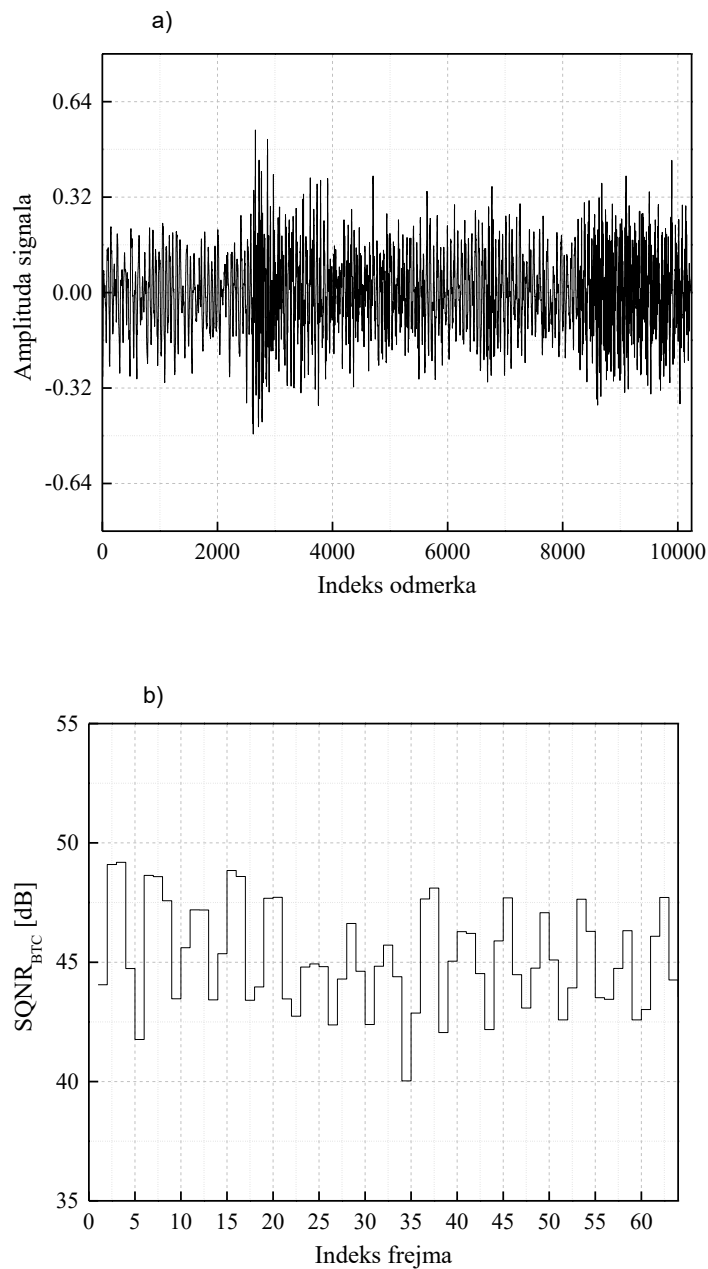 a)
0.64
0.32
0.00
-0.32
-0.64
Amplituda signala
0 2000 4000 6000 8000 10000
Indeks odmerka
b)
55
50
45
40
35
SQNR_BTC [dB]
0 5 10 15 20 25 30 35 40 45 50 55 60
Indeks frejma